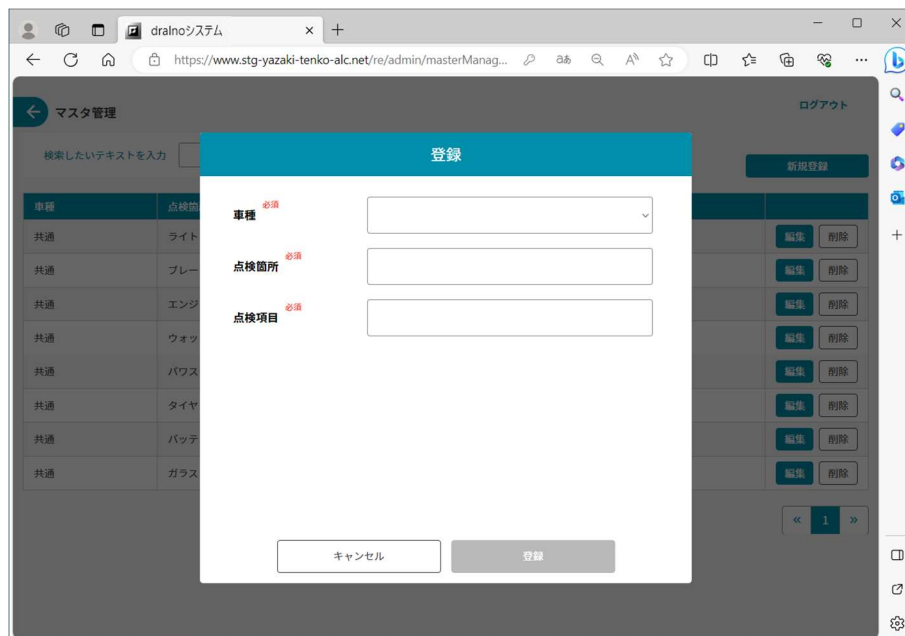 draInoシステム
https://www.stg-yazaki-tenko-alc.net/re/admin/masterManag...
マスタ管理
ログアウト
検索したいテキストを入力
新規登録
登録
車種 必須
点検箇所 必須
点検項目 必須
キャンセル 登録
車種 点検箇
共通 ライト 編集 削除
共通 ブレー 編集 削除
共通 エンジ 編集 削除
共通 ウォッ 編集 削除
共通 パワス 編集 削除
共通 タイヤ 編集 削除
共通 バッテ 編集 削除
共通 ガラス 編集 削除
« 1 »